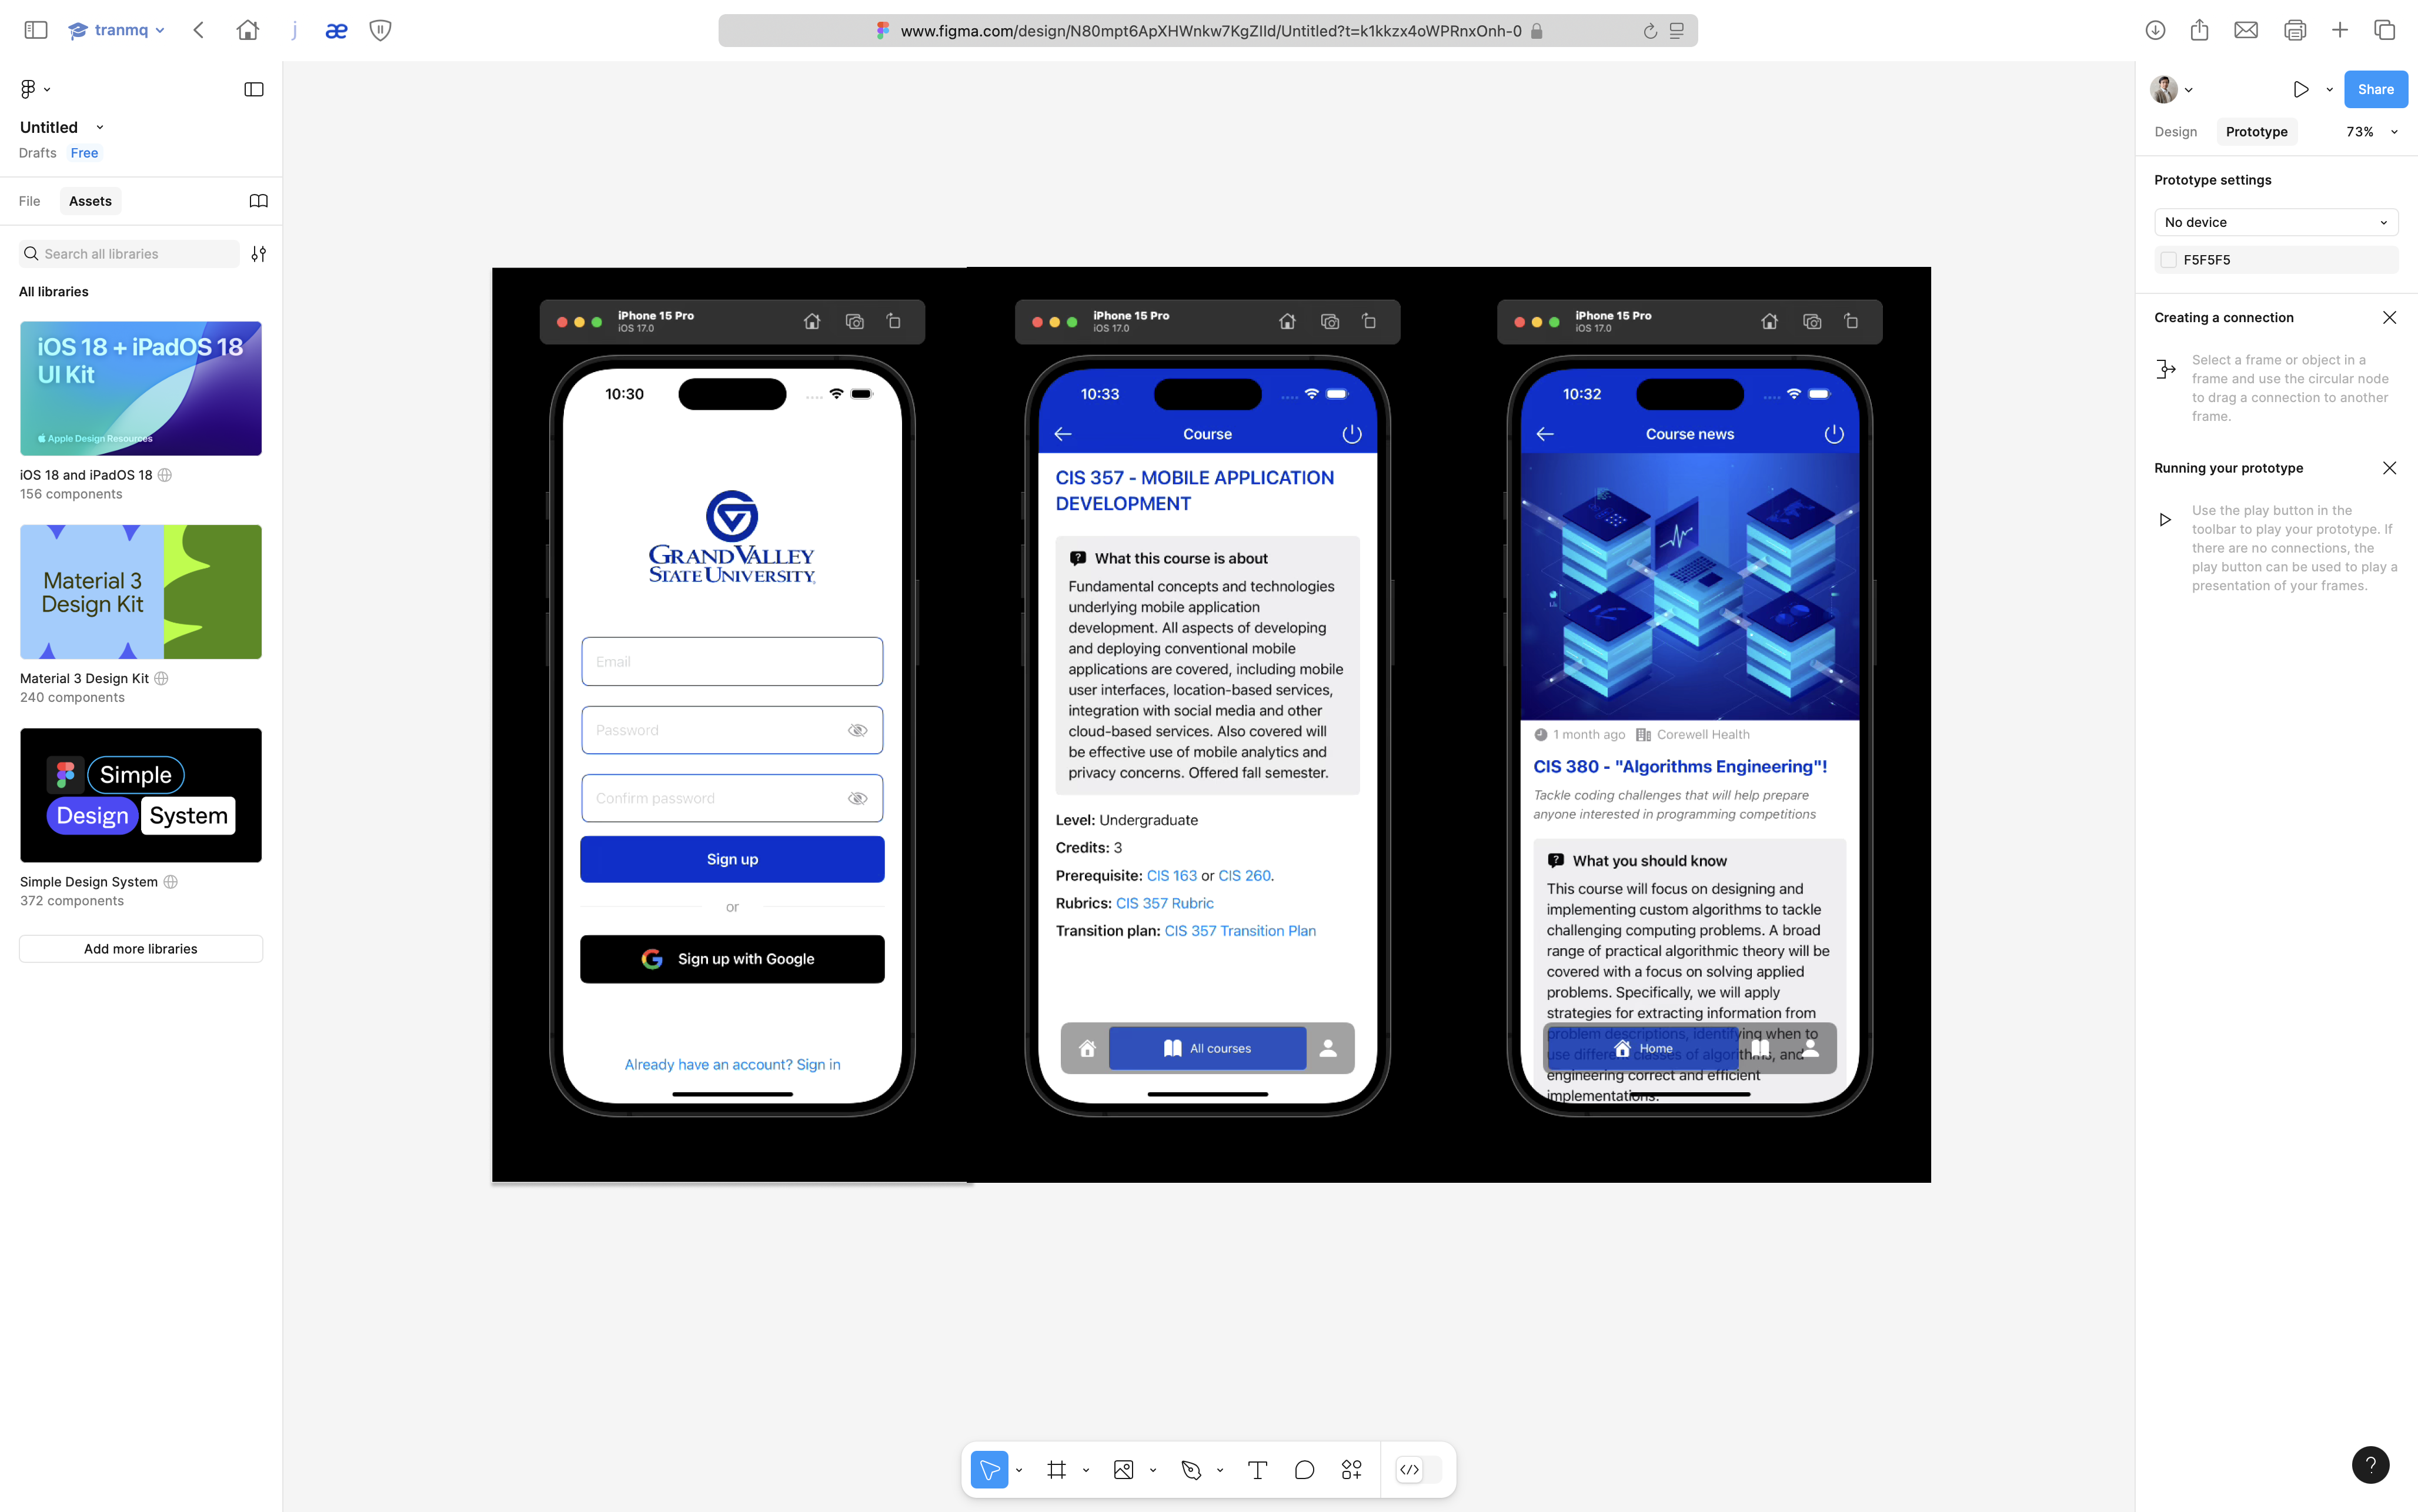 tranmq
j
æ
www.figma.com/design/N80mpt6ApXHWnkw7KgZIId/Untitled?t=k1kkzx4oWPRnxOnh-0
Untitled
Drafts Free
File Assets
Search all libraries
All libraries
iOS 18 + iPadOS 18
UI Kit
Apple Design Resources
iOS 18 and iPadOS 18
156 components
Material 3
Design Kit
Material 3 Design Kit
240 components
Simple
Design System
Simple Design System
372 components
Add more libraries
iPhone 15 Pro
iOS 17.0
10:30
GRAND VALLEY
STATE UNIVERSITY
Email
Password
Confirm password
Sign up
or
Sign up with Google
Already have an account? Sign in
iPhone 15 Pro
iOS 17.0
10:33
Course
CIS 357 - MOBILE APPLICATION
DEVELOPMENT
What this course is about
Fundamental concepts and technologies
underlying mobile application
development. All aspects of developing
and deploying conventional mobile
applications are covered, including mobile
user interfaces, location-based services,
integration with social media and other
cloud-based services. Also covered will
be effective use of mobile analytics and
privacy concerns. Offered fall semester.
Level: Undergraduate
Credits: 3
Prerequisite: CIS 163 or CIS 260.
Rubrics: CIS 357 Rubric
Transition plan: CIS 357 Transition Plan
All courses
iPhone 15 Pro
iOS 17.0
10:32
Course news
1 month ago Corewell Health
CIS 380 - "Algorithms Engineering"!
Tackle coding challenges that will help prepare
anyone interested in programming competitions
What you should know
This course will focus on designing and
implementing custom algorithms to tackle
challenging computing problems. A broad
range of practical algorithmic theory will be
covered with a focus on solving applied
problems. Specifically, we will apply
strategies for extracting information from
problem descriptions, identifying when to
use different classes of algorithms, and
engineering correct and efficient
implementations.
Home
Share
Design Prototype 73%
Prototype settings
No device
F5F5F5
Creating a connection
Select a frame or object in a
frame and use the circular node
to drag a connection to another
frame.
Running your prototype
Use the play button in the
toolbar to play your prototype. If
there are no connections, the
play button can be used to play a
presentation of your frames.
?